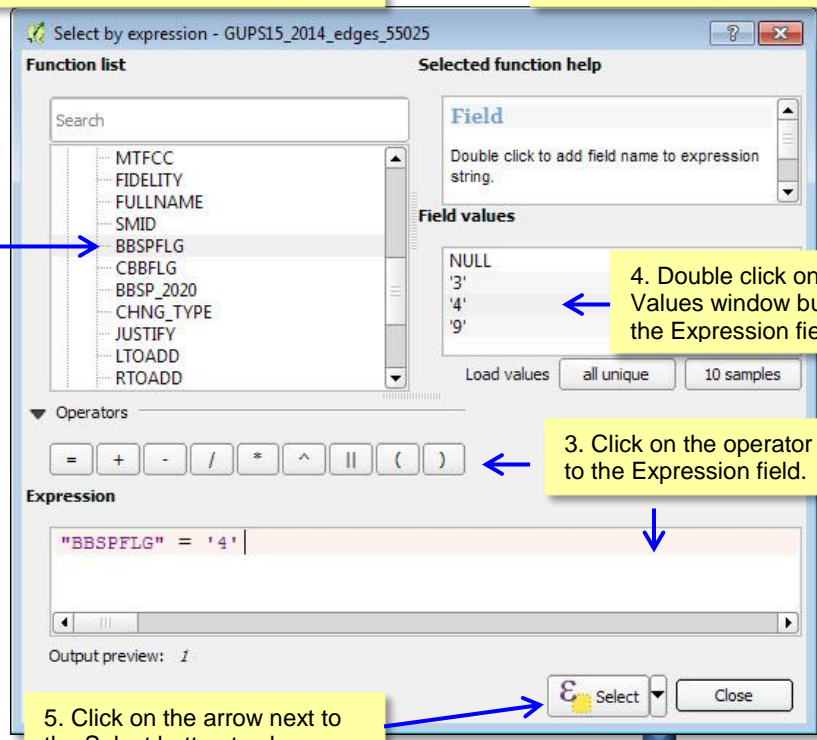 Select by expression - GUPS15_2014_edges_55025
Function list
Selected function help
Search
MTFCC
FIDELITY
FULLNAME
SMID
BBSPFLG
CBBFLG
BBSP_2020
CHNG_TYPE
JUSTIFY
LTOADD
RTOADD
Field
Double click to add field name to expression
string.
Field values
NULL
'3'
'4'
'9'
4. Double click on
Values window
the Expression
Load values all unique 10 samples
Operators
= + - / * ^ || ( )
3. Click on the operator
to the Expression field.
Expression
"BBSPFLG" = '4'
Output preview: 1
Select Close
5. Click on the arrow next to